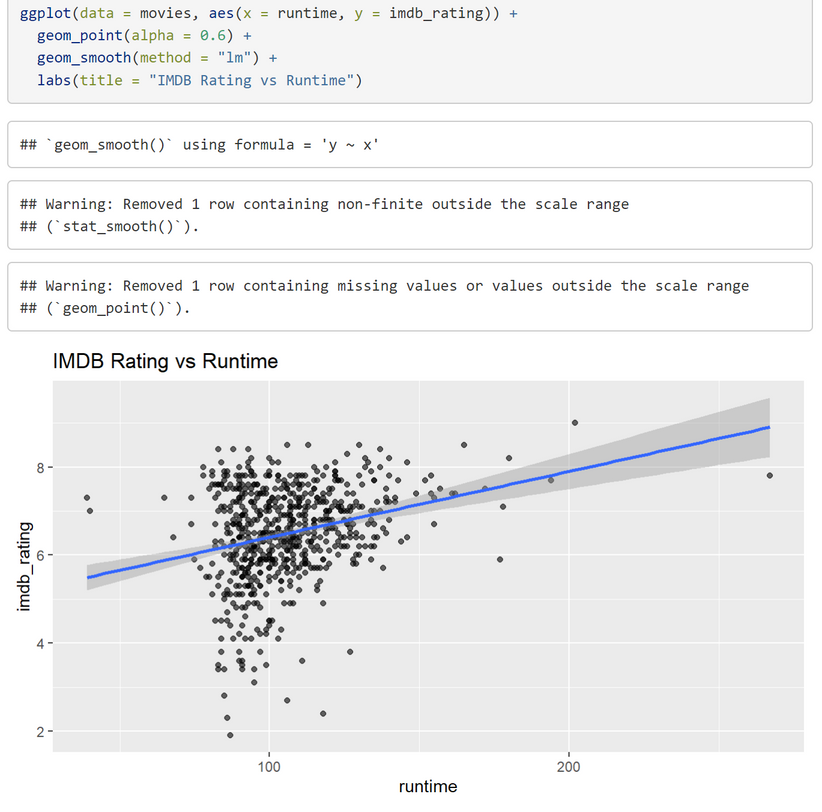 ggplot(data = movies, aes(x = runtime, y = imdb_rating)) +
  geom_point(alpha = 0.6) +
  geom_smooth(method = "lm") +
  labs(title = "IMDB Rating vs Runtime")
## `geom_smooth()` using formula = 'y ~ x'
## Warning: Removed 1 row containing non-finite outside the scale range
## (`stat_smooth()`).
## Warning: Removed 1 row containing missing values or values outside the scale range
## (`geom_point()`).
IMDB Rating vs Runtime
imdb_rating
8
6
4
2
100 200
runtime